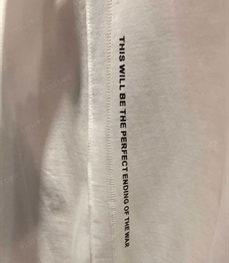 THIS WILL BE THE PERFECT ENDING OF THE WAR